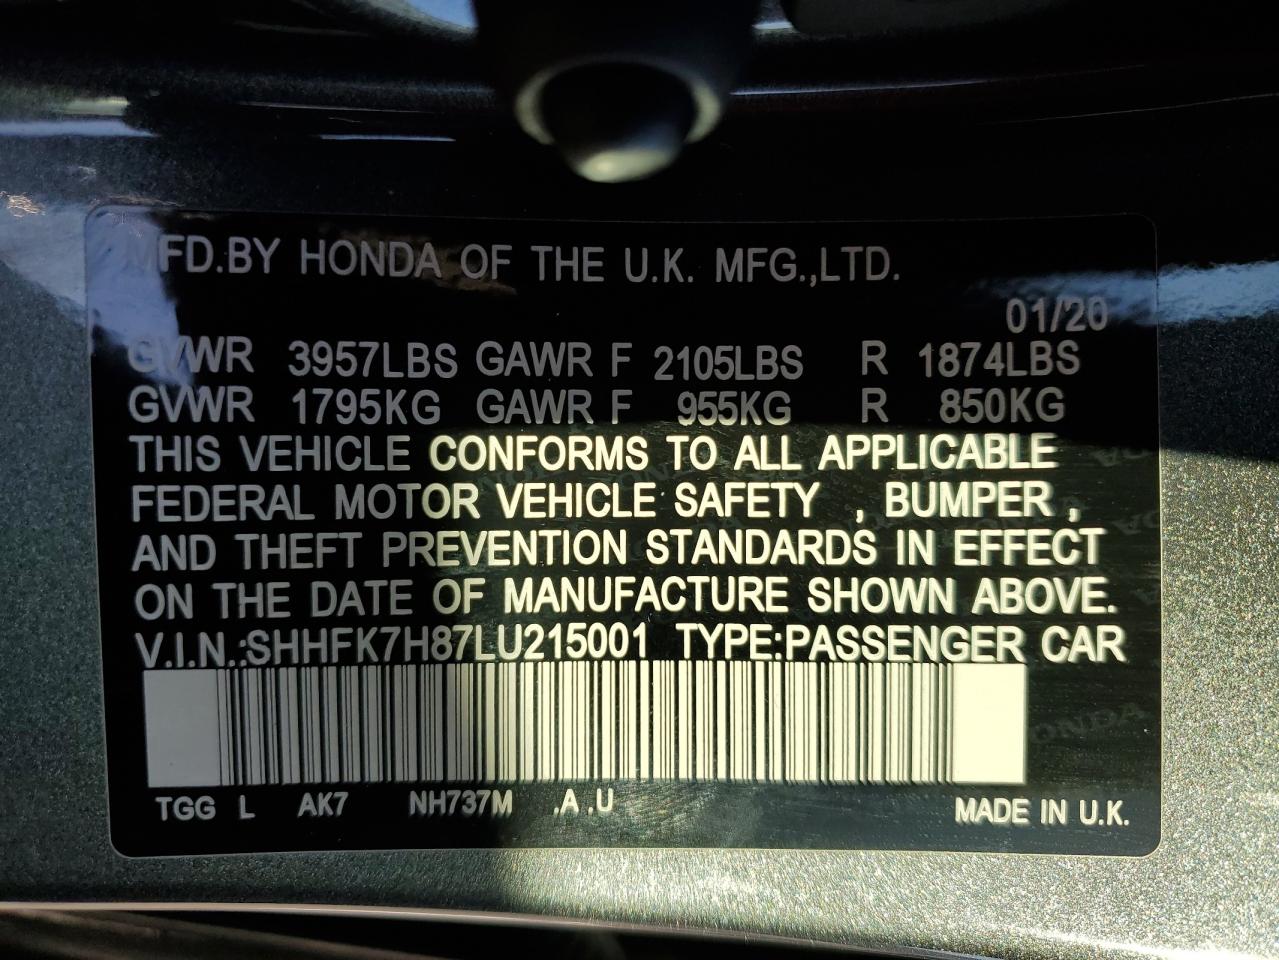 MFD.BY HONDA OF THE U.K. MFG.,LTD.
01/20
GVWR 3957LBS GAWR F 2105LBS R 1874LBS
GVWR 1795KG GAWR F 955KG R 850KG
THIS VEHICLE CONFORMS TO ALL APPLICABLE
FEDERAL MOTOR VEHICLE SAFETY , BUMPER ,
AND THEFT PREVENTION STANDARDS IN EFFECT
ON THE DATE OF MANUFACTURE SHOWN ABOVE.
V.I.N.:SHHFK7H87LU215001 TYPE:PASSENGER CAR
HONDA
TGG L AK7 NH737M .A .U MADE IN U.K.